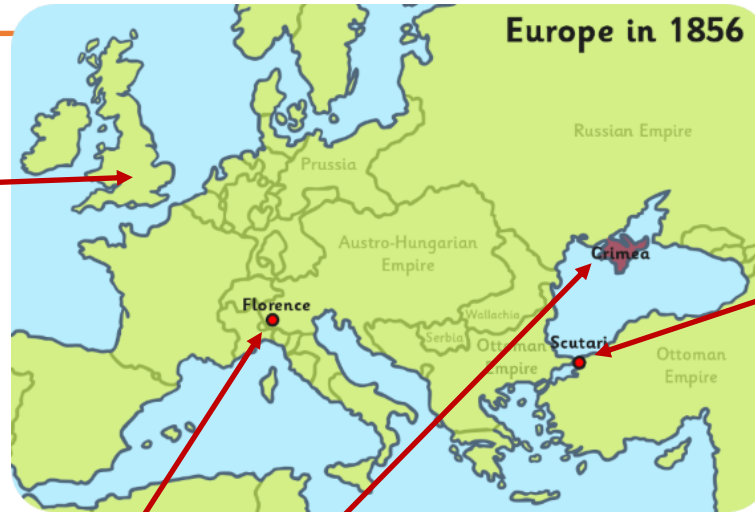 Europe in 1856
Russian Empire
Prussia
Austro-Hungarian
Empire
Crimea
Florence
Wallachia
Serbia
Ottoman
Empire
Scutari
Ottoman
Empire